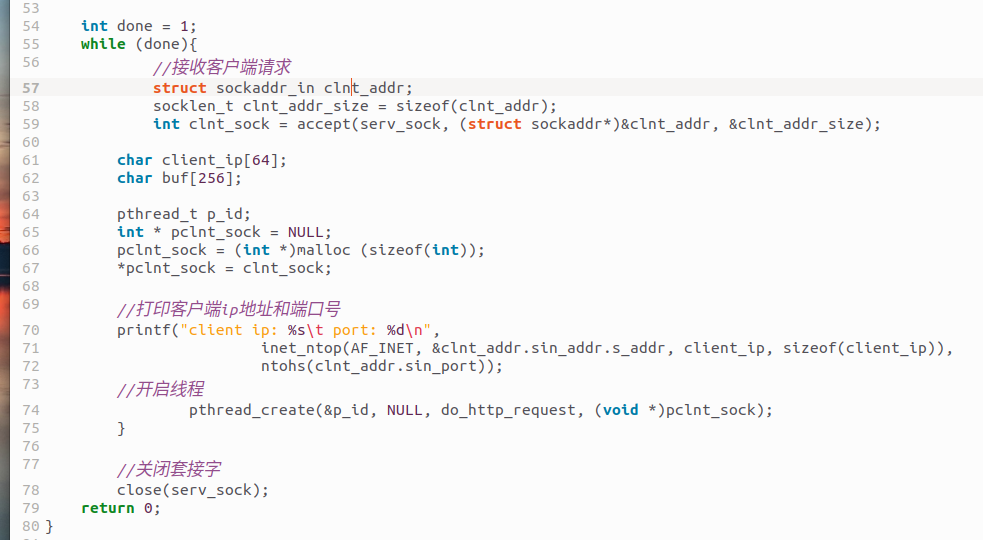 53
54 int done = 1;
55 while (done){
56 //接收客户端请求
57 struct sockaddr_in clnt_addr;
58 socklen_t clnt_addr_size = sizeof(clnt_addr);
59 int clnt_sock = accept(serv_sock, (struct sockaddr*)&clnt_addr, &clnt_addr_size);
60
61 char client_ip[64];
62 char buf[256];
63
64 pthread_t p_id;
65 int * pclnt_sock = NULL;
66 pclnt_sock = (int *)malloc (sizeof(int));
67 *pclnt_sock = clnt_sock;
68
69 //打印客户端ip地址和端口号
70 printf("client ip: %s\t port: %d\n",
71 inet_ntop(AF_INET, &clnt_addr.sin_addr.s_addr, client_ip, sizeof(client_ip)),
72 ntohs(clnt_addr.sin_port));
73 //开启线程
74 pthread_create(&p_id, NULL, do_http_request, (void *)pclnt_sock);
75 }
76
77 //关闭套接字
78 close(serv_sock);
79 return 0;
80 }